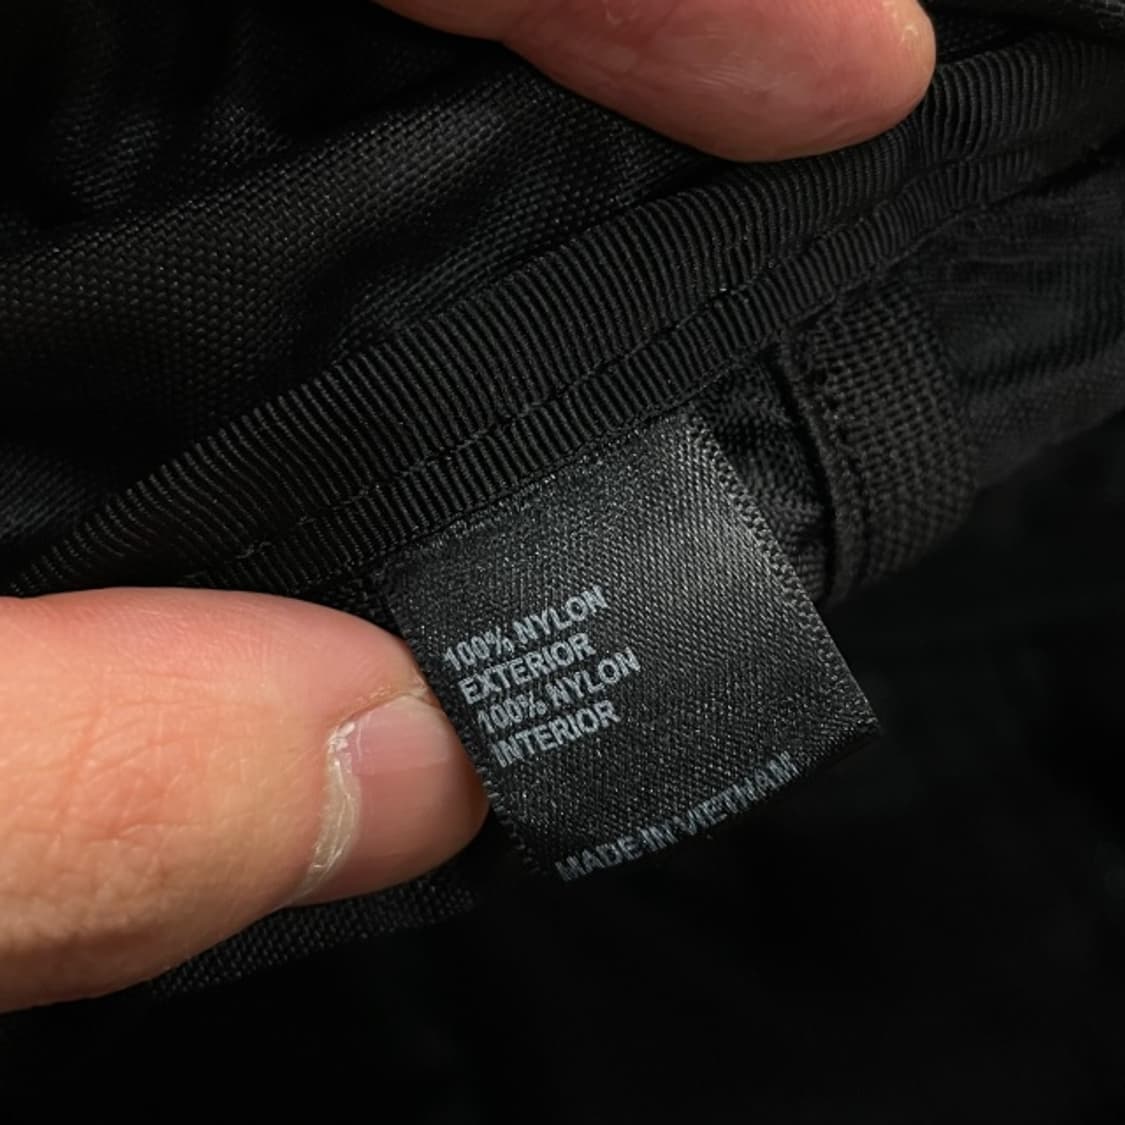 100% NYLON
EXTERIOR
100% NYLON
INTERIOR
MADE IN VIETNAM